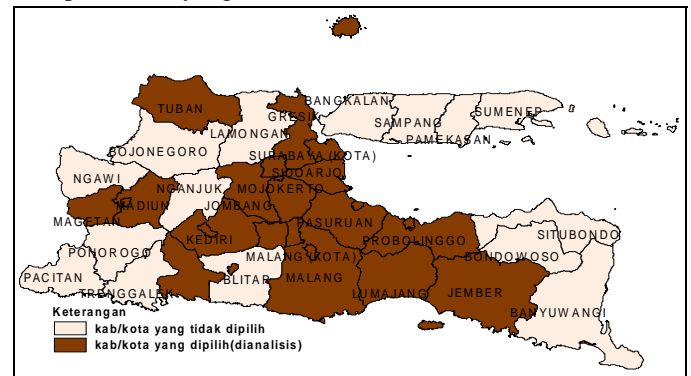 BANGKALAN
TUBAN
GRESIK
SUMENEP
SAMPANG
LAMONGAN
PAMEKASAN
BOJONEGORO
SURABAYA (KOTA)
SIDOARJO
NGAWI
NGANJUK
MOJOKERTO
MADIUN
JOMBANG
MAGETAN
PASURUAN
KEDIRI
PROBOLINGGO
SITUBONDO
PONOROGO
MALANG (KOTA)
BONDOWOSO
PACITAN
BLITAR
MALANG
TRENGGALEK
LUMAJANG
JEMBER
BANYUWANGI
Keterangan
kab/kota yang tidak dipilih
kab/kota yang dipilih(dianalisis)